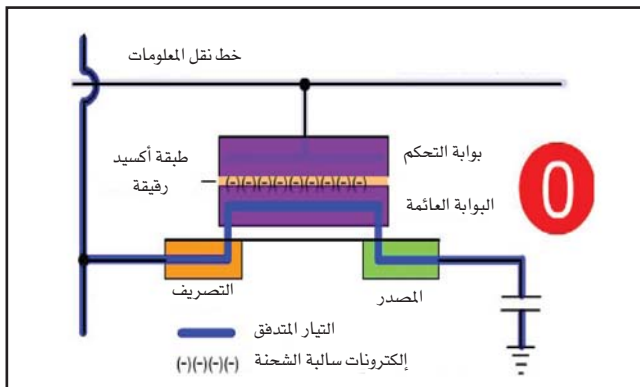 خط نقل المعلومات
بوابة التحكم
طبقة أكسيد
رقيقة
(-)(-)(-)(-)(-)(-)(-)(-)
البوابة العائمة
0
التصريف
المصدر
التيار المتدفق
إلكترونات سالبة الشحنة
(-)(-)(-)(-)